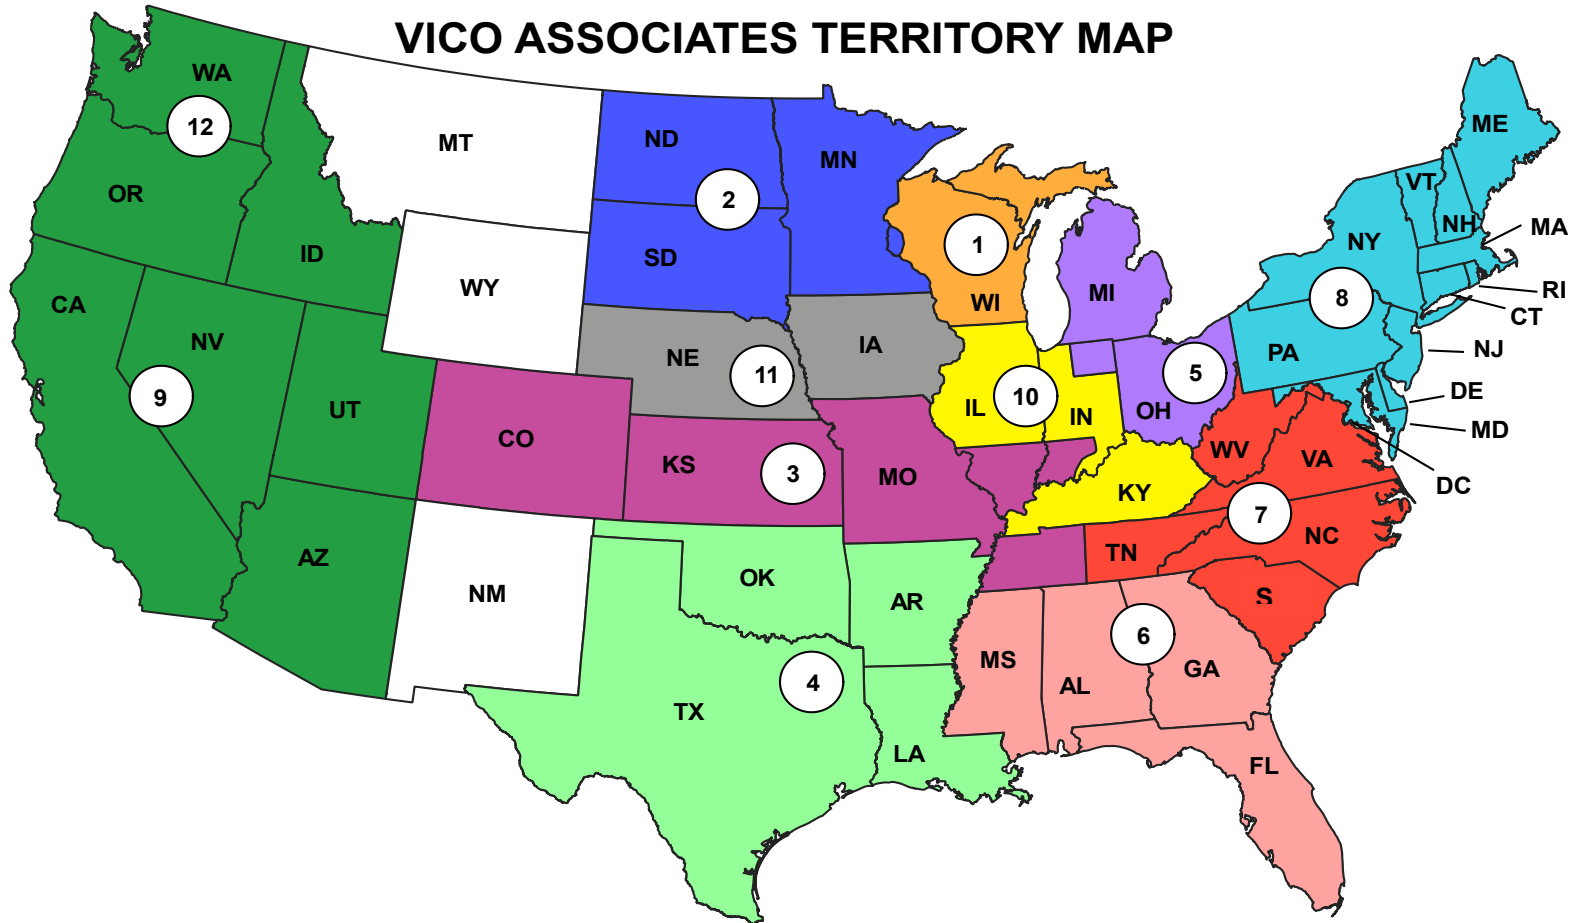 VICO ASSOCIATES TERRITORY MAP
WA
12
OR
ID
MT
WY
CA
NV
9
UT
AZ
CO
NM
ND
2
MN
SD
NE
11
IA
KS
3
MO
OK
AR
TX
4
LA
1
WI
MI
IL
10
IN
5
OH
KY
ME
VT
NH
MA
NY
8
RI
CT
PA
NJ
DE
MD
DC
WV
VA
7
TN
NC
S
6
MS
AL
GA
FL